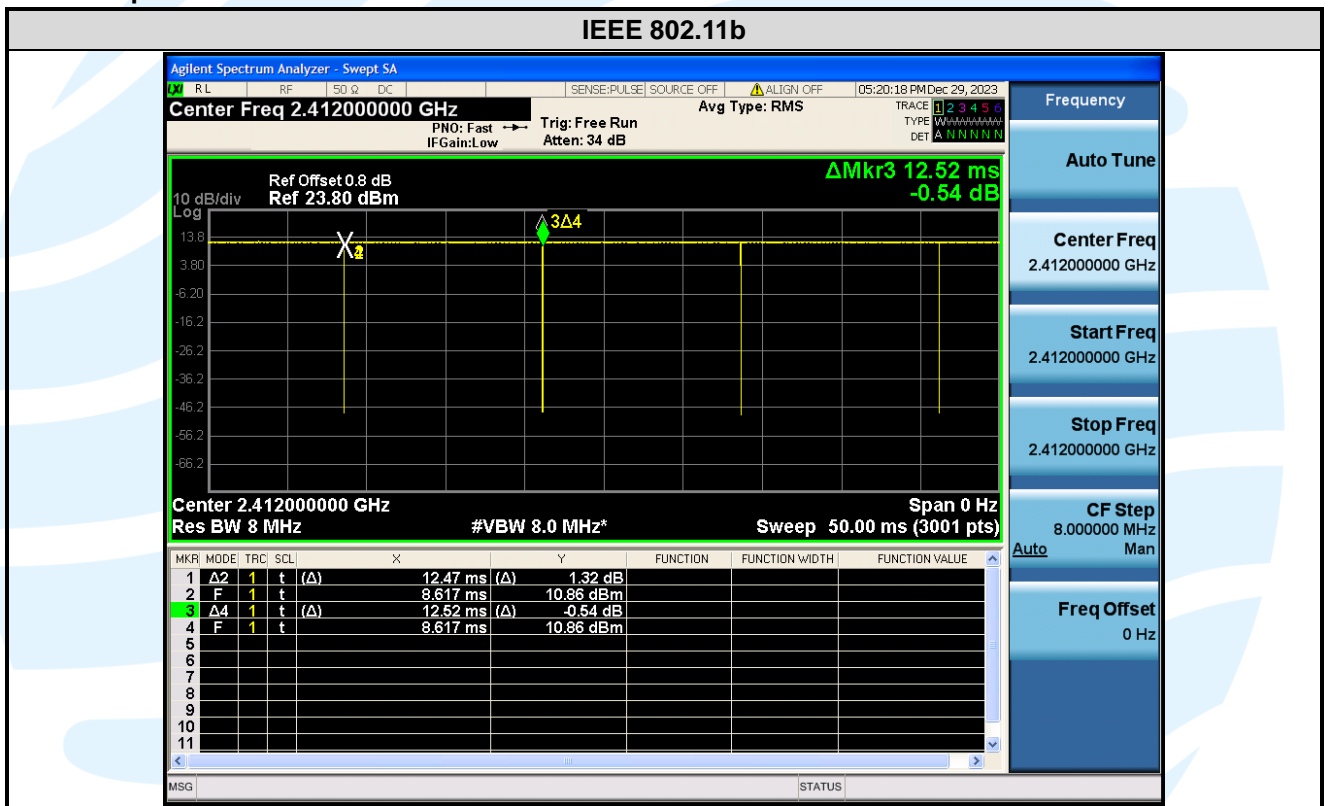 IEEE 802.11b
Agilent Spectrum Analyzer - Swept SA
LXI RL RF 50 Ω DC SENSE:PULSE SOURCE OFF ALIGN OFF 05:20:18 PM Dec 29, 2023
Center Freq 2.412000000 GHz
PNO: Fast
IFGain:Low
Trig: Free Run
Atten: 34 dB
Avg Type: RMS
TRACE 1 2 3 4 5 6
TYPE
DET A N N N N N
Frequency
Auto Tune
Center Freq
2.412000000 GHz
Start Freq
2.412000000 GHz
Stop Freq
2.412000000 GHz
CF Step
8.000000 MHz
Auto Man
Freq Offset
0 Hz
ΔMkr3 12.52 ms
-0.54 dB
Ref Offset 0.8 dB
10 dB/div Ref 23.80 dBm
Log
3Δ4
13.8
3.80
-6.20
-16.2
-26.2
-36.2
-46.2
-56.2
-66.2
Center 2.412000000 GHz Span 0 Hz
Res BW 8 MHz #VBW 8.0 MHz* Sweep 50.00 ms (3001 pts)
MKR MODE TRC SCL X Y FUNCTION FUNCTION WIDTH FUNCTION VALUE
1 Δ2 1 t (Δ) 12.47 ms (Δ) 1.32 dB
2 F 1 t 8.617 ms 10.86 dBm
3 Δ4 1 t (Δ) 12.52 ms (Δ) -0.54 dB
4 F 1 t 8.617 ms 10.86 dBm
5
6
7
8
9
10
11
MSG STATUS